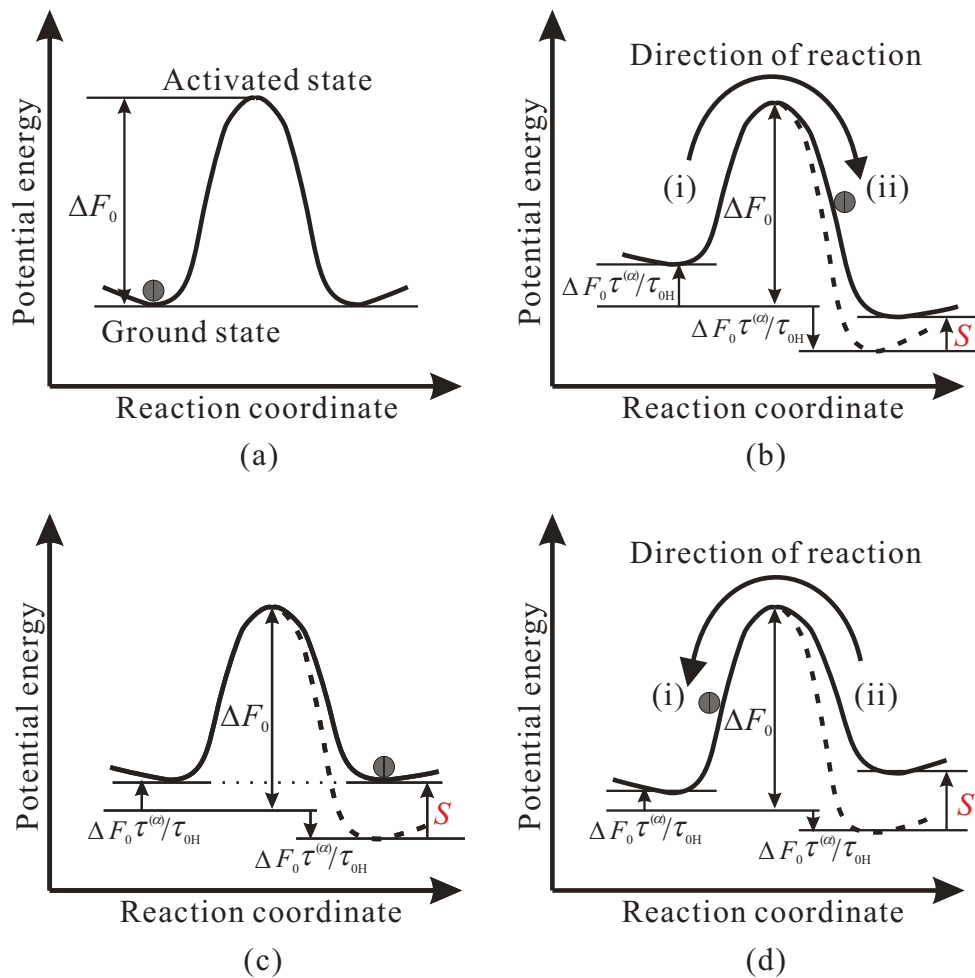 Potential energy
Activated state
ΔF₀
Ground state
Reaction coordinate
(a)
Direction of reaction
Potential energy
(i)
(ii)
ΔF₀
ΔF₀τ⁽ᵅ⁾/τ₀H
ΔF₀τ⁽ᵅ⁾/τ₀H
S
Reaction coordinate
(b)
Potential energy
ΔF₀
S
ΔF₀τ⁽ᵅ⁾/τ₀H
ΔF₀τ⁽ᵅ⁾/τ₀H
Reaction coordinate
(c)
Direction of reaction
Potential energy
(i)
(ii)
ΔF₀
S
ΔF₀τ⁽ᵅ⁾/τ₀H
ΔF₀τ⁽ᵅ⁾/τ₀H
Reaction coordinate
(d)